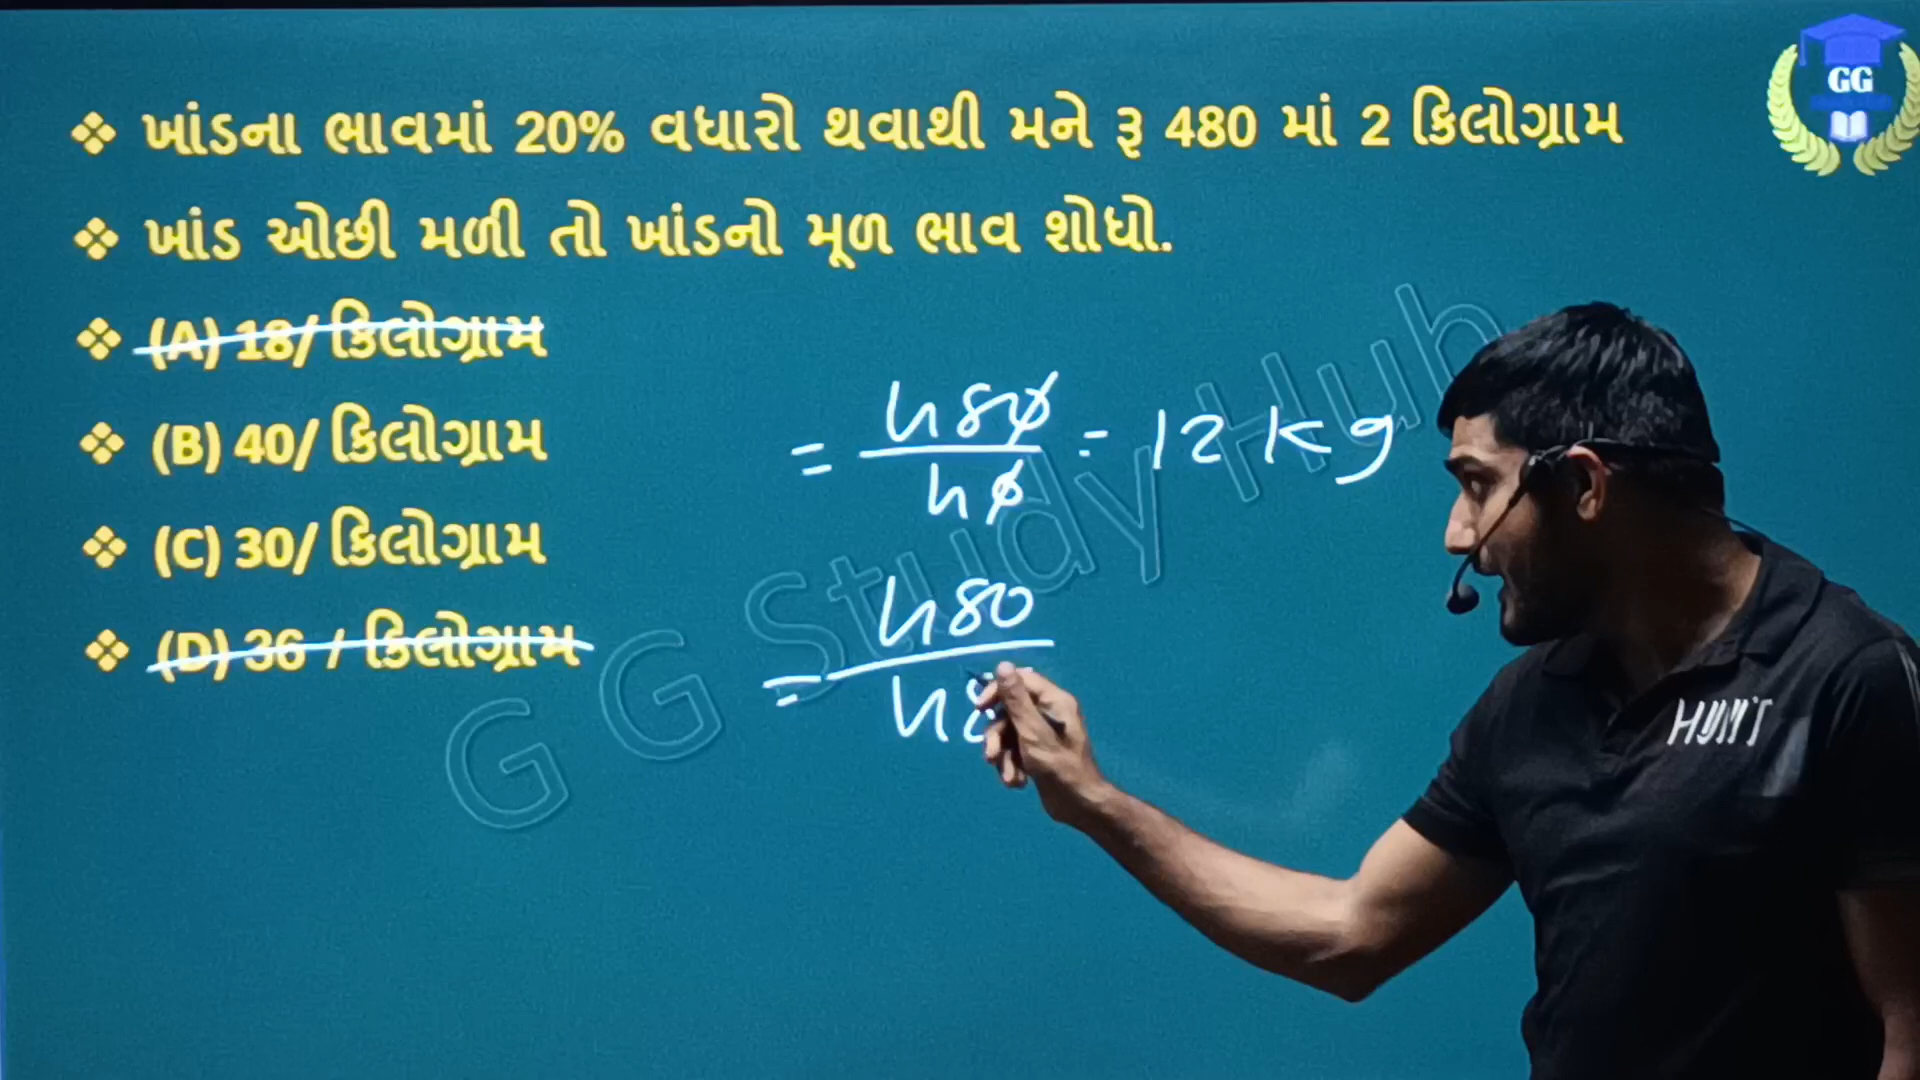 ❖ ખાંડના ભાવમાં 20% વધારો થવાથી મને રૂ 480 માં 2 કિલોગ્રામ
❖ ખાંડ ઓછી મળી તો ખાંડનો મૂળ ભાવ શોધો.
❖ (A) 18/ કિલોગ્રામ
❖ (B) 40/ કિલોગ્રામ
❖ (C) 30/ કિલોગ્રામ
❖ (D) 36 / કિલોગ્રામ
= 480
40
= 12 kg
= 480
48
GG
G G Study Hub
HUNT